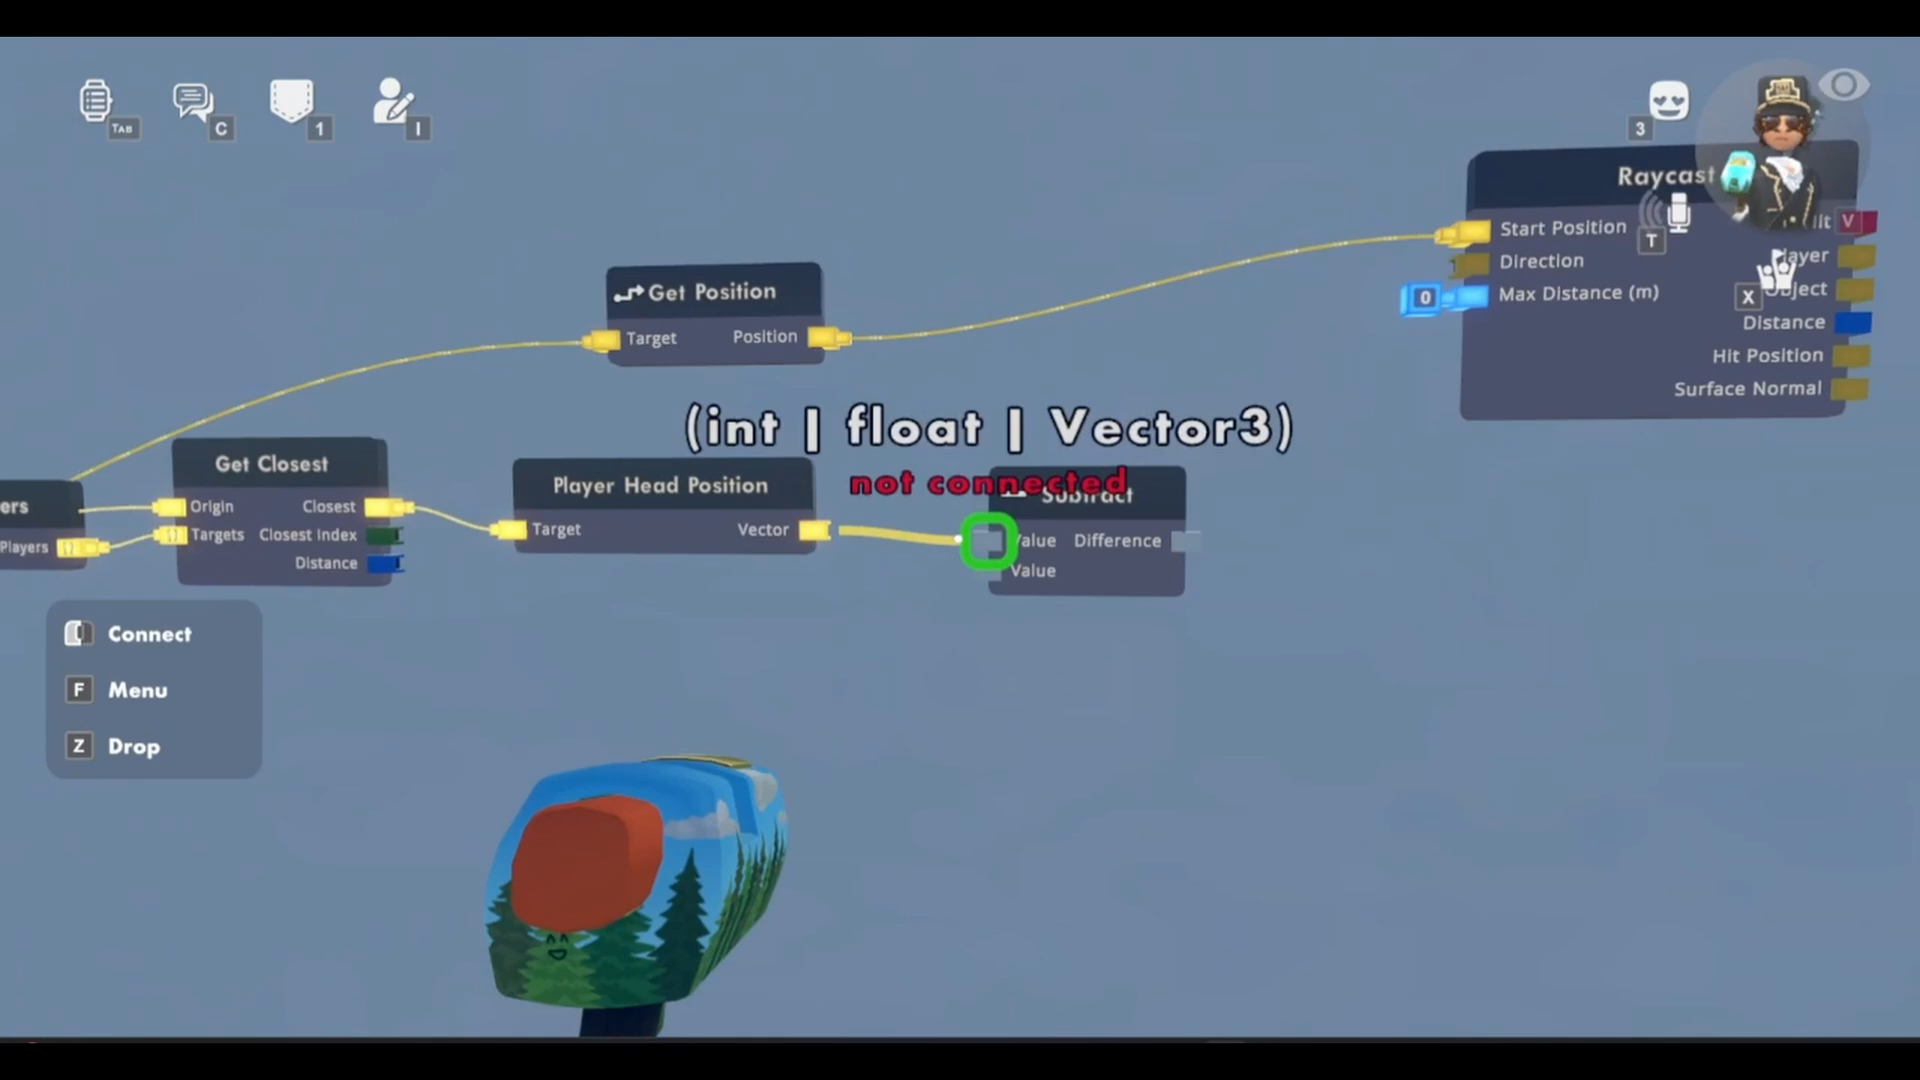 TAB
C
1
I
3
Raycast
Start Position
T
V
Direction
Max Distance (m)
0
X
Distance
Hit Position
Surface Normal
Get Position
Target
Position
(int | float | Vector3)
not connected
Get Closest
Origin
Closest
Targets
Closest Index
Distance
Players
Player Head Position
Target
Vector
Subtract
Value
Difference
Value
Connect
F
Menu
Z
Drop